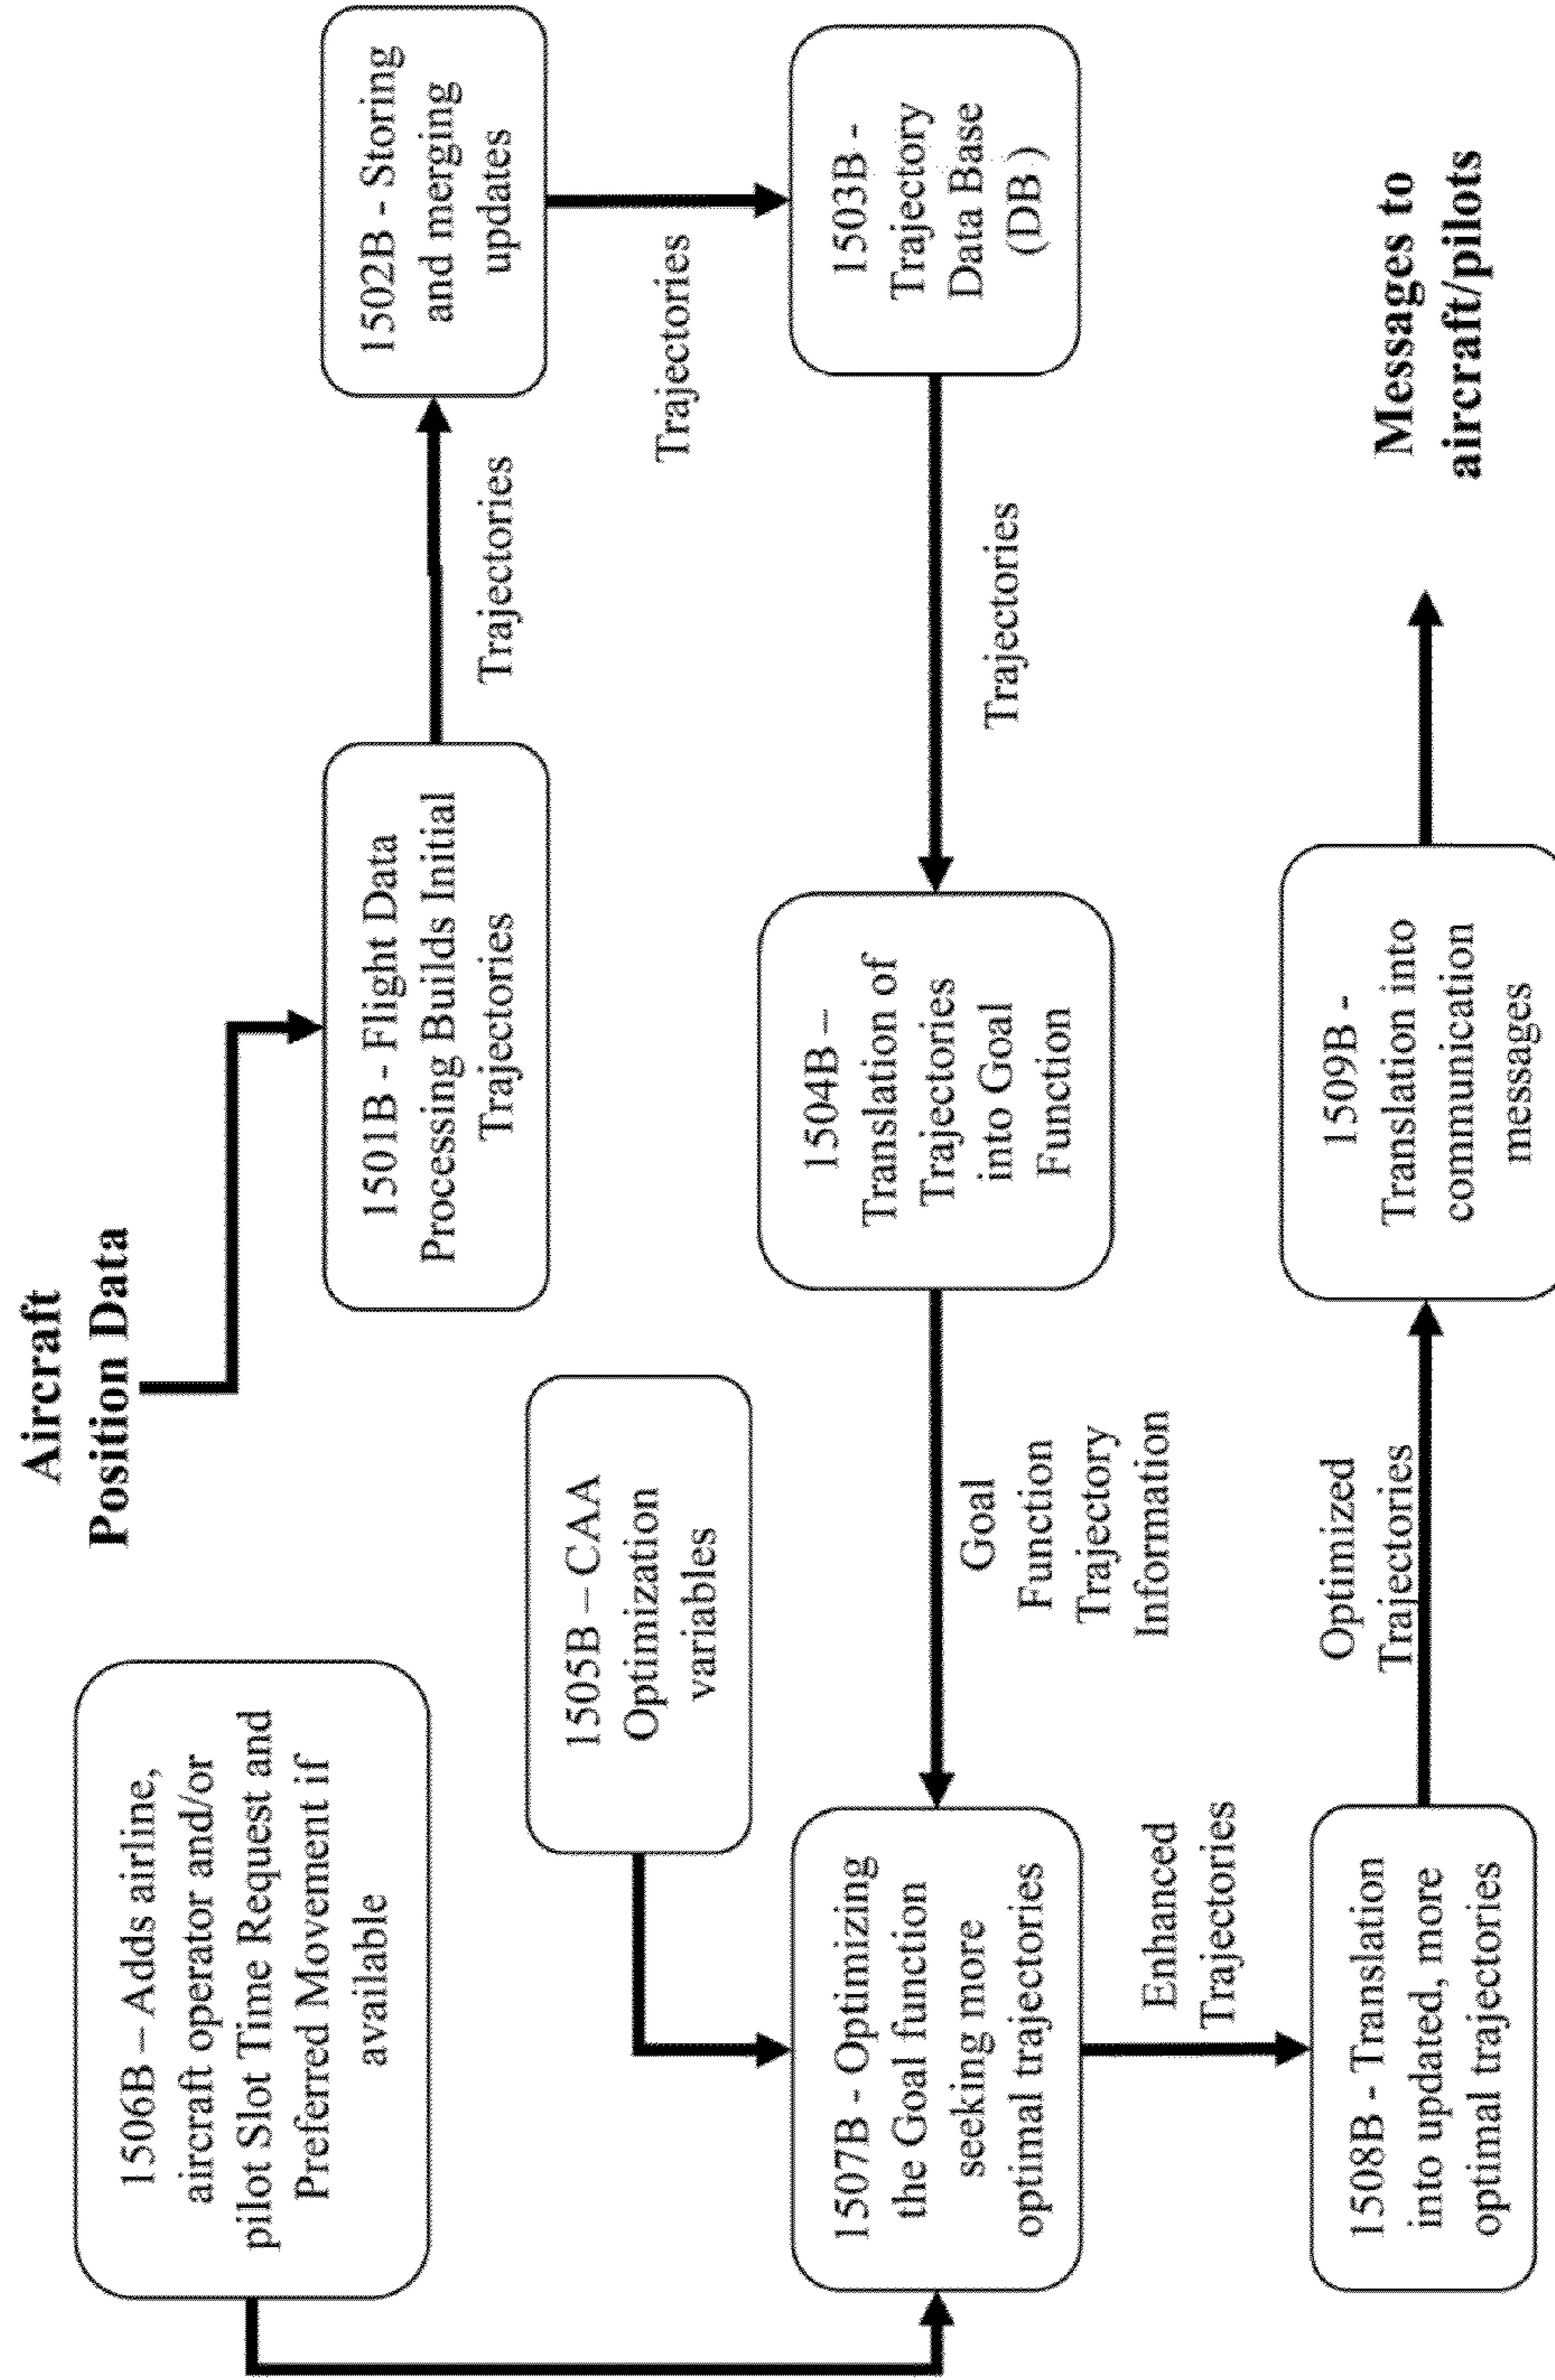 Aircraft
Position Data
1506B – Adds airline,
aircraft operator and/or
pilot Slot Time Request and
Preferred Movement if
available
1501B - Flight Data
Processing Builds Initial
Trajectories
Trajectories
1502B - Storing
and merging
updates
1505B – CAA
Optimization
variables
Trajectories
1507B - Optimizing
the Goal function
seeking more
optimal trajectories
Goal
Function
Trajectory
Information
1504B –
Translation of
Trajectories
into Goal
Function
Trajectories
1503B -
Trajectory
Data Base
(DB)
Enhanced
Trajectories
1508B - Translation
into updated, more
optimal trajectories
Optimized
Trajectories
1509B -
Translation into
communication
messages
Messages to
aircraft/pilots